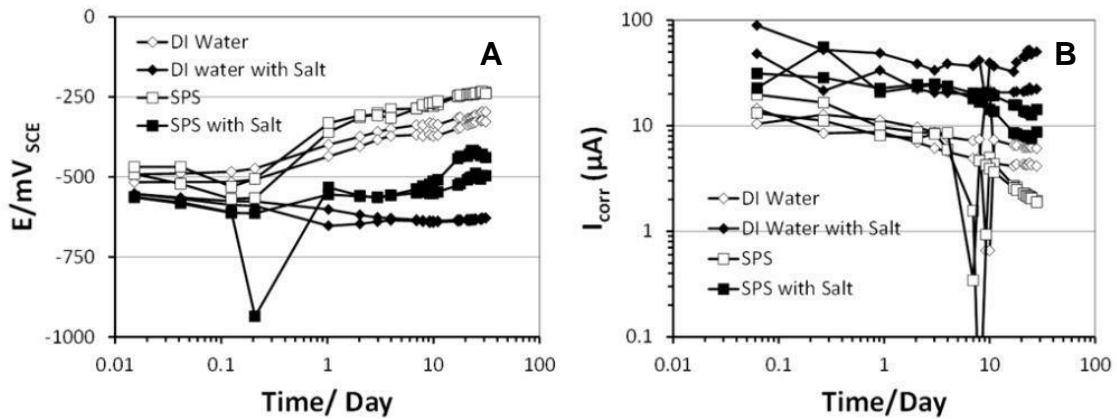 A
E/mV SCE
0
-250
-500
-750
-1000
DI Water
DI water with Salt
SPS
SPS with Salt
0.01 0.1 1 10 100
Time/ Day
B
Icorr (µA)
100
10
1
0.1
DI Water
DI Water with Salt
SPS
SPS with Salt
0.01 0.1 1 10 100
Time/ Day